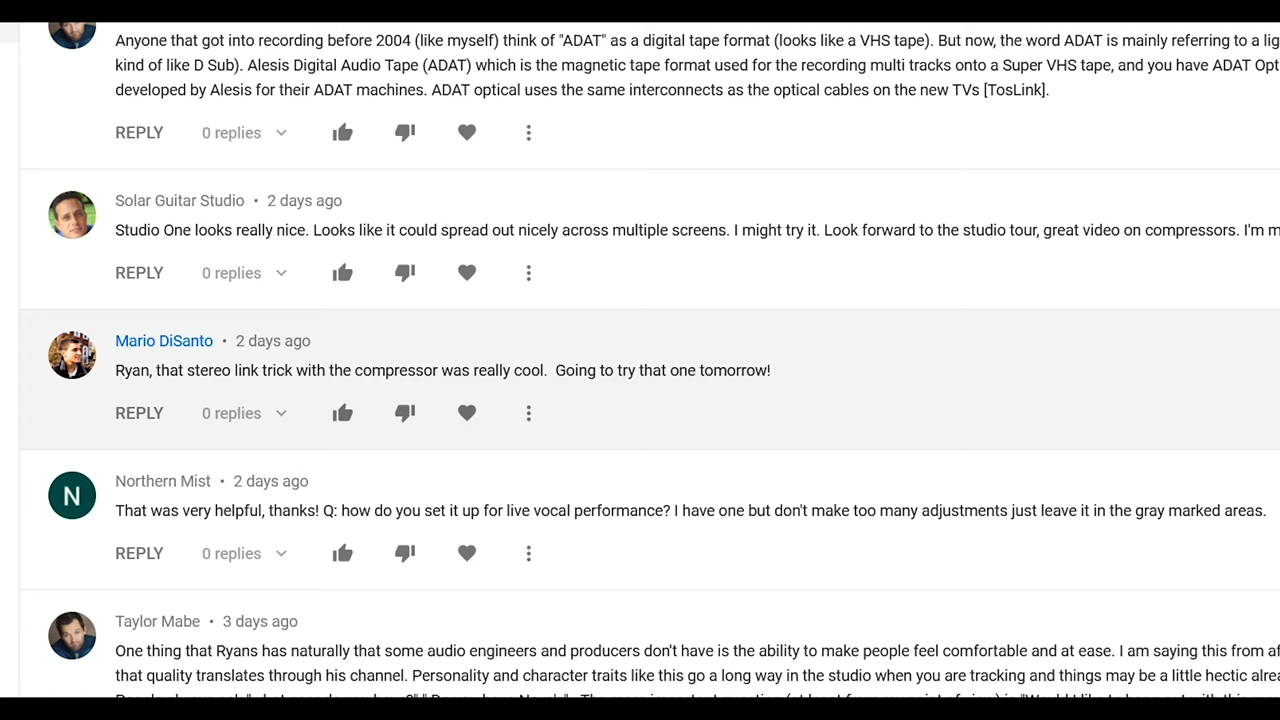 Anyone that got into recording before 2004 (like myself) think of "ADAT" as a digital tape format (looks like a VHS tape). But now, the word ADAT is mainly referring to a
kind of like D Sub). Alesis Digital Audio Tape (ADAT) which is the magnetic tape format used for the recording multi tracks onto a Super VHS tape, and you have ADAT
developed by Alesis for their ADAT machines. ADAT optical uses the same interconnects as the optical cables on the new TVs [TosLink].
REPLY 0 replies
Solar Guitar Studio • 2 days ago
Studio One looks really nice. Looks like it could spread out nicely across multiple screens. I might try it. Look forward to the studio tour, great video on compressors. I'm
REPLY 0 replies
Mario DiSanto • 2 days ago
Ryan, that stereo link trick with the compressor was really cool. Going to try that one tomorrow!
REPLY 0 replies
N
Northern Mist • 2 days ago
That was very helpful, thanks! Q: how do you set it up for live vocal performance? I have one but don't make too many adjustments just leave it in the gray marked areas.
REPLY 0 replies
Taylor Mabe • 3 days ago
One thing that Ryans has naturally that some audio engineers and producers don't have is the ability to make people feel comfortable and at ease. I am saying this from
that quality translates through his channel. Personality and character traits like this go a long way in the studio when you are tracking and things may be a little hectic